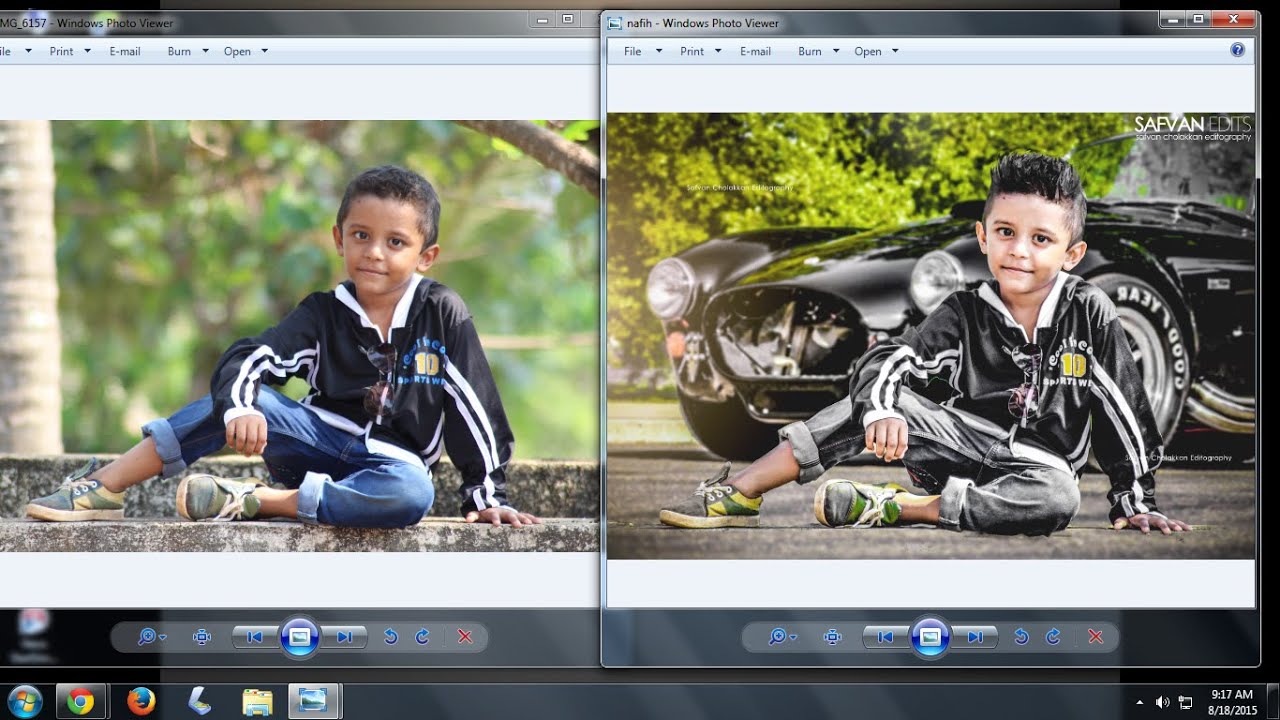 MG_6157 - Windows Photo Viewer
ile Print E-mail Burn Open
nafih - Windows Photo Viewer
File Print E-mail Burn Open
SAFVAN EDITS
safvan cholakkan editography
Safvan Cholakkan Editography
10
YEAR
GOOD
10
Safvan Cholakkan Editography
9:17 AM
8/18/2015